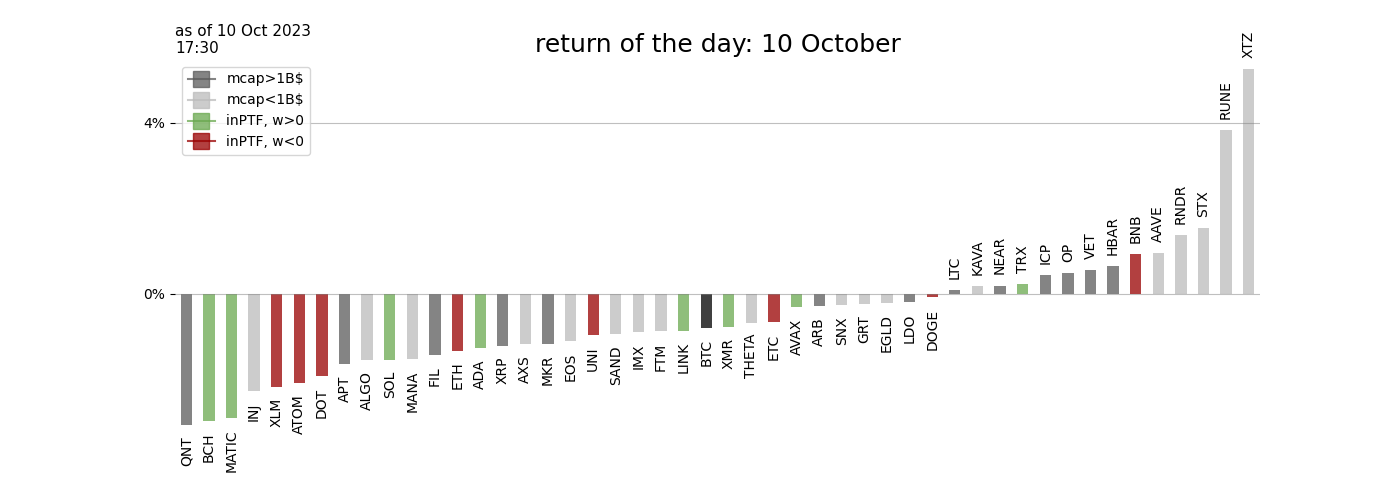 as of 10 Oct 2023
17:30
return of the day: 10 October
mcap>1B$
mcap<1B$
inPTF, w>0
inPTF, w<0
4%
0%
QNT
BCH
MATIC
INJ
XLM
ATOM
DOT
APT
ALGO
SOL
MANA
FIL
ETH
ADA
XRP
AXS
MKR
EOS
UNI
SAND
IMX
FTM
LINK
BTC
XMR
THETA
ETC
AVAX
ARB
SNX
GRT
EGLD
LDO
DOGE
LTC
KAVA
NEAR
TRX
ICP
OP
VET
HBAR
BNB
AAVE
RNDR
STX
RUNE
XTZ